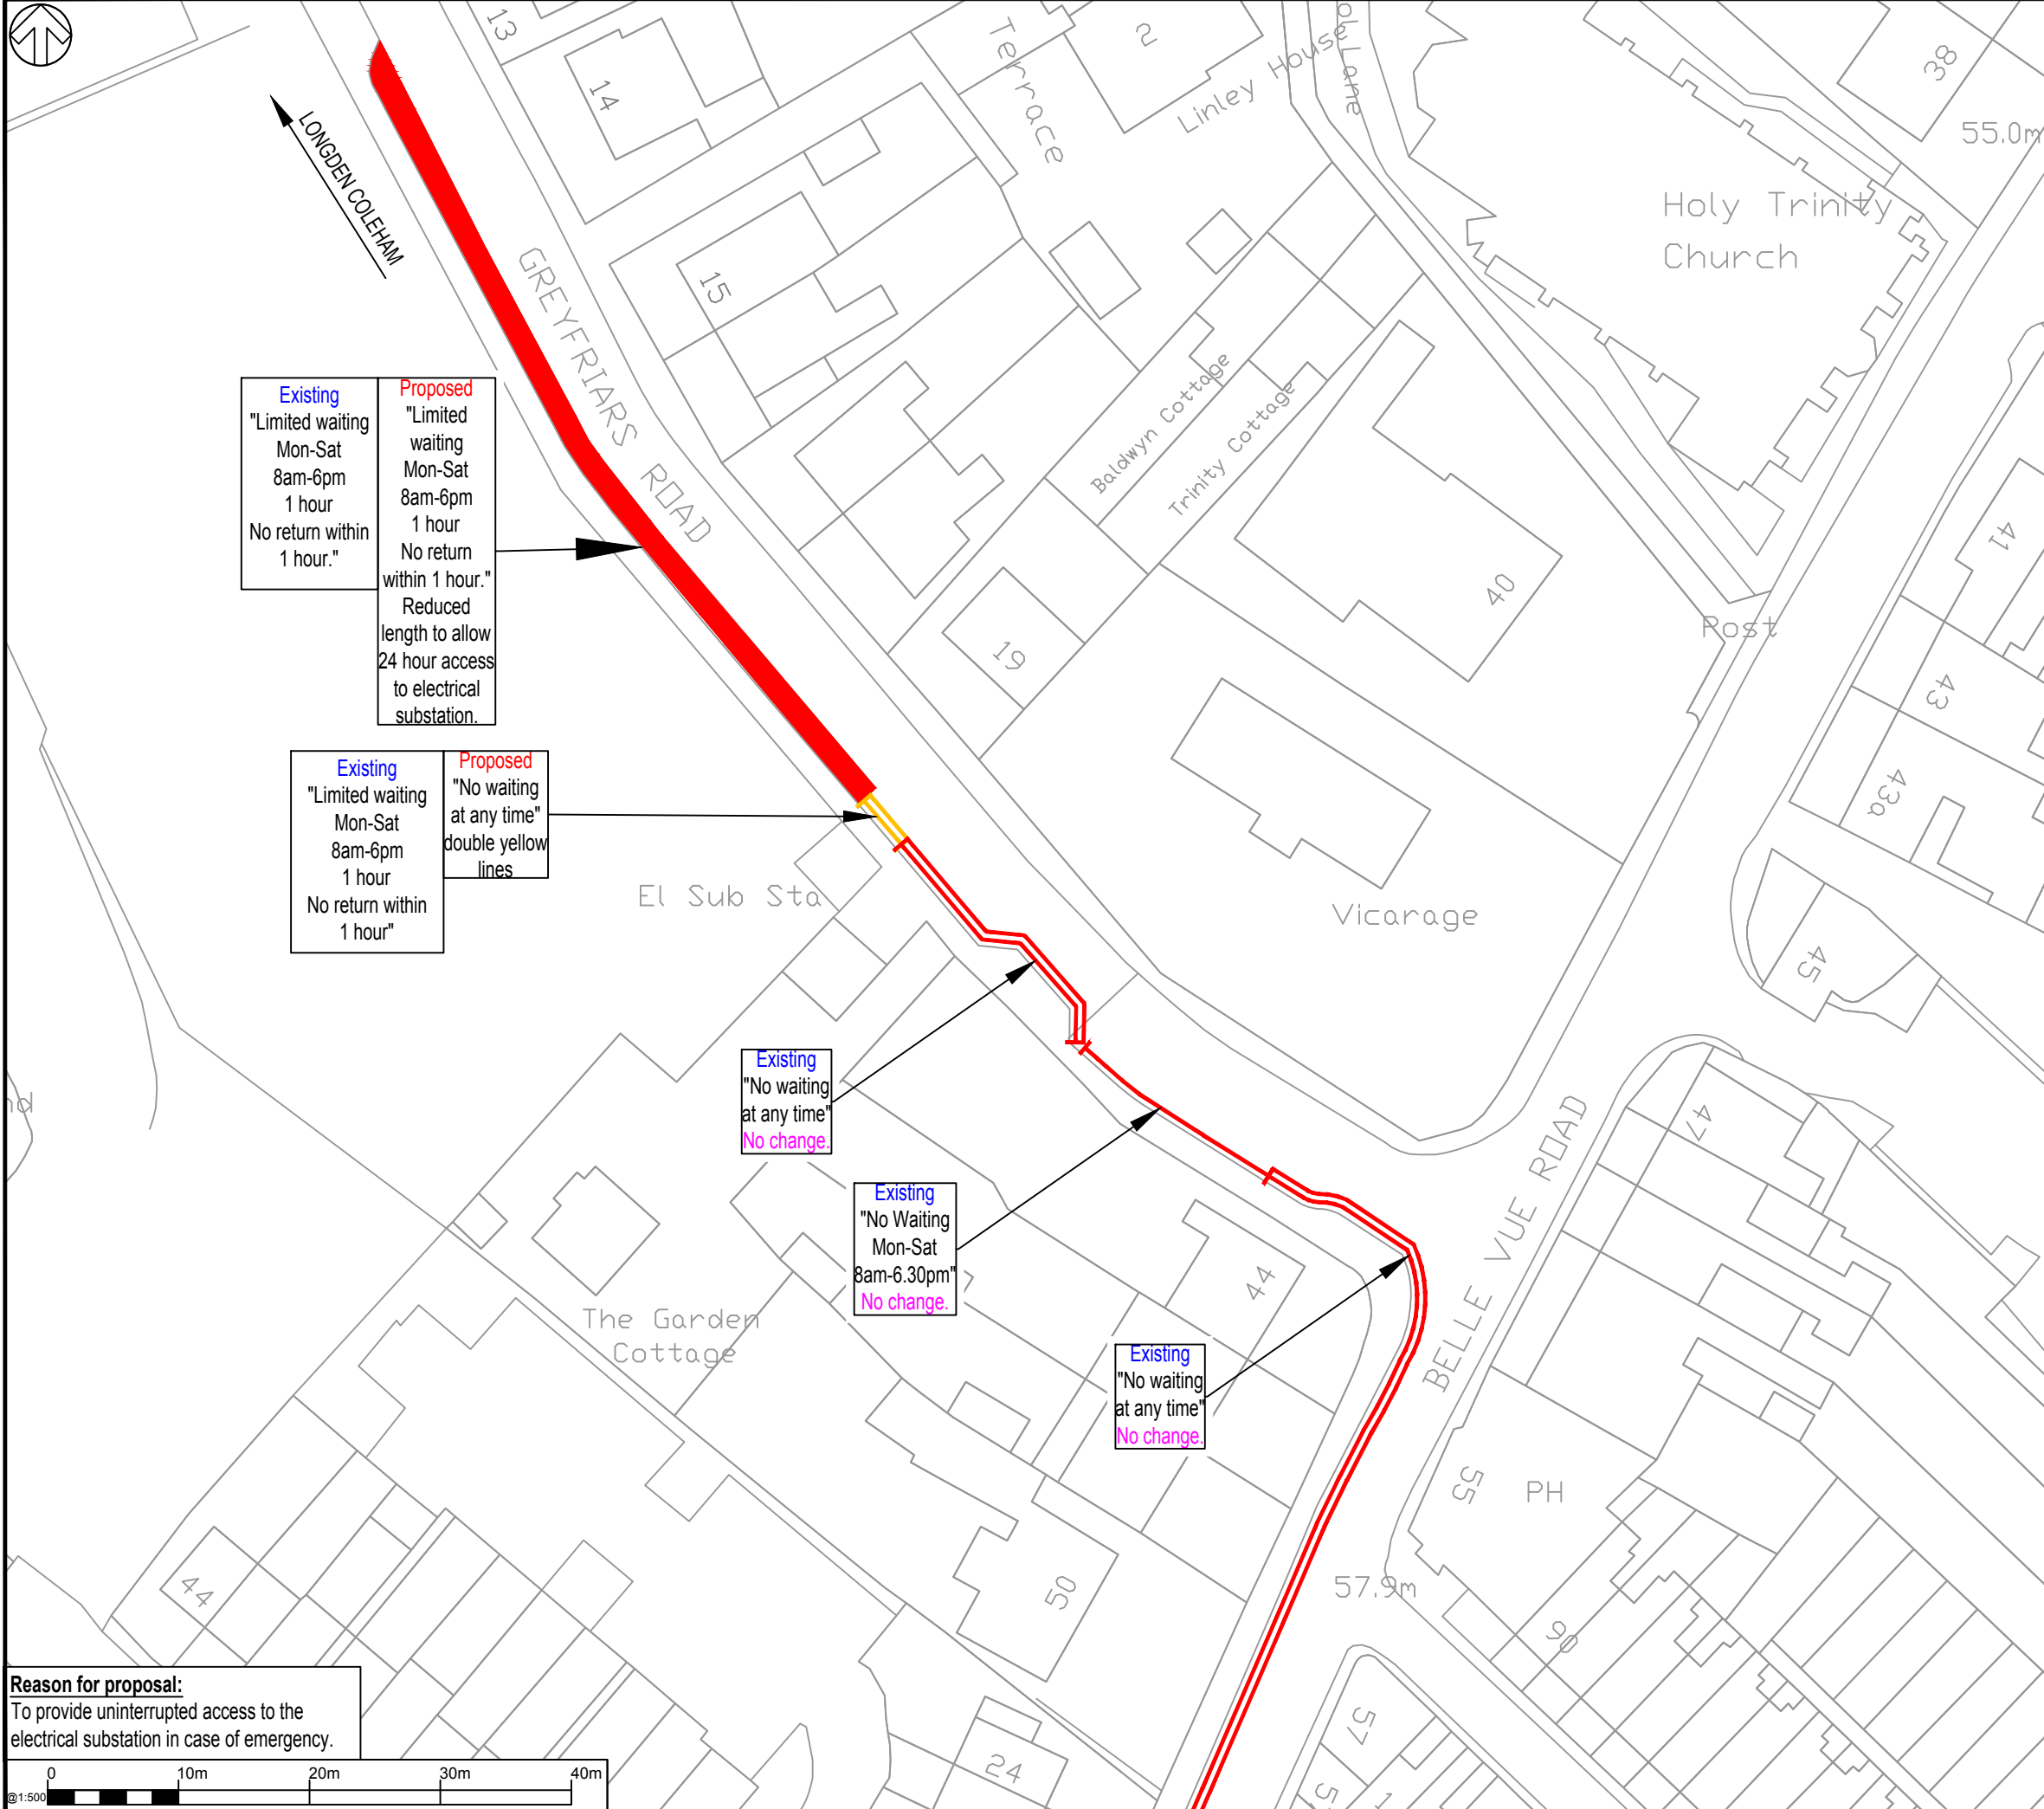 13
14
15
Terrace
2
Linley House
38
55.0m
Holy Trinity
Church
LONGDEN COLEHAM
GREYFRIARS ROAD
Existing
"Limited waiting
Mon-Sat
8am-6pm
1 hour
No return within
1 hour."
Proposed
"Limited
waiting
Mon-Sat
8am-6pm
1 hour
No return
within 1 hour."
Reduced
length to allow
24 hour access
to electrical
substation.
Baldwyn Cottage
Trinity Cottage
40
41
19
Post
43
43a
45
Existing
"Limited waiting
Mon-Sat
8am-6pm
1 hour
No return within
1 hour"
Proposed
"No waiting
at any time"
double yellow
lines
El Sub Sta
Vicarage
Existing
"No waiting
at any time"
No change.
47
BELLE VUE ROAD
Existing
"No Waiting
Mon-Sat
8am-6.30pm"
No change.
44
The Garden
Cottage
Existing
"No waiting
at any time"
No change.
55
PH
57.9m
50
44
90
57
24
Reason for proposal:
To provide uninterrupted access to the
electrical substation in case of emergency.
0 10m 20m 30m 40m
@1:500